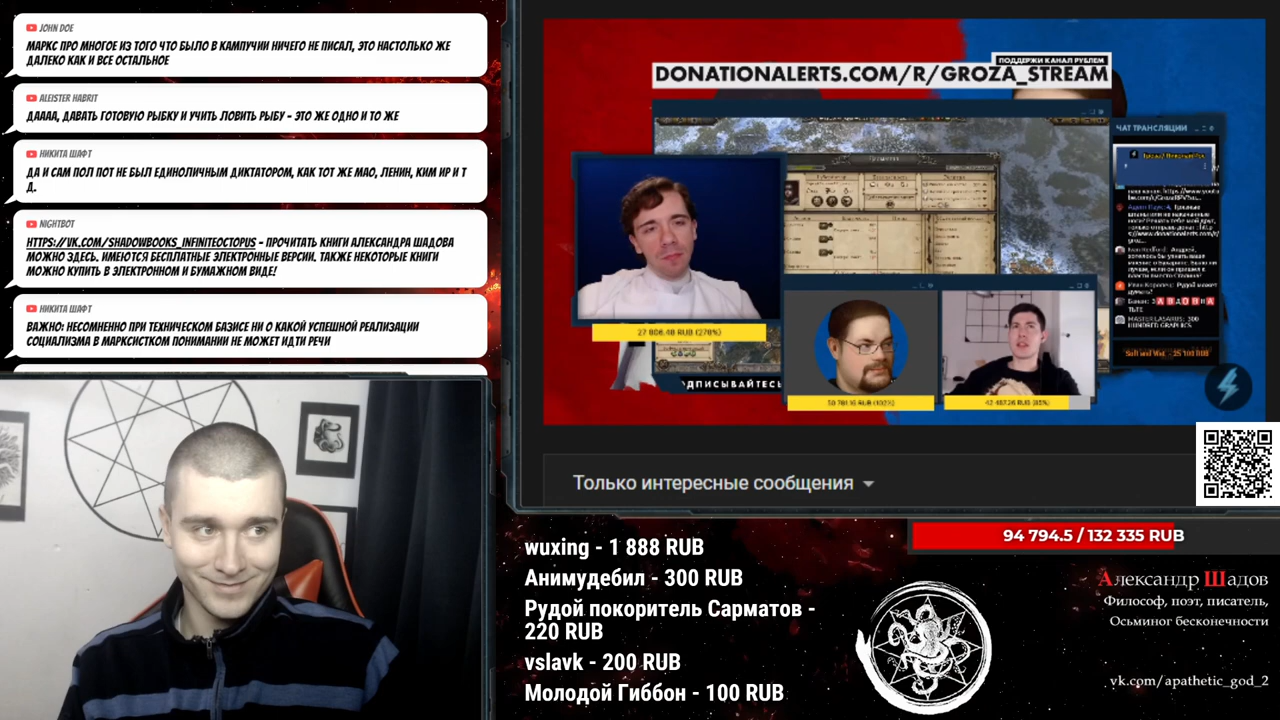 JOHN DOE
МАРКС ПРО МНОГОЕ ИЗ ТОГО ЧТО БЫЛО В КАМПУЧИИ НИЧЕГО НЕ ПИСАЛ, ЭТО НАСТОЛЬКО ЖЕ
ДАЛЕКО КАК И ВСЕ ОСТАЛЬНОЕ
ALEISTER HABRIT
ДАААА, ДАВАТЬ ГОТОВУЮ РЫБКУ И УЧИТЬ ЛОВИТЬ РЫБУ - ЭТО ЖЕ ОДНО И ТО ЖЕ
НИКИТА ШАФТ
ДА И САМ ПОЛ ПОТ НЕ БЫЛ ЕДИНОЛИЧНЫМ ДИКТАТОРОМ, КАК ТОТ ЖЕ МАО, ЛЕНИН, КИМ ИР И Т
Д.
NIGHTBOT
HTTPS://VK.COM/SHADOWBOOKS_INFINITEOCTOPUS - ПРОЧИТАТЬ КНИГИ АЛЕКСАНДРА ШАДОВА
МОЖНО ЗДЕСЬ. ИМЕЮТСЯ БЕСПЛАТНЫЕ ЭЛЕКТРОННЫЕ ВЕРСИИ. ТАКЖЕ НЕКОТОРЫЕ КНИГИ
МОЖНО КУПИТЬ В ЭЛЕКТРОННОМ И БУМАЖНОМ ВИДЕ!
НИКИТА ШАФТ
ВАЖНО: НЕСОМНЕННО ПРИ ТЕХНИЧЕСКОМ БАЗИСЕ НИ О КАКОЙ УСПЕШНОЙ РЕАЛИЗАЦИИ
СОЦИАЛИЗМА В МАРКСИСТКОМ ПОНИМАНИИ НЕ МОЖЕТ ИДТИ РЕЧИ
ПОДДЕРЖИ КАНАЛ РУБЛЕМ
DONATIONALERTS.COM/R/GROZA_STREAM
ЧАТ ТРАНСЛЯЦИИ
ДПИСЫВАЙТЕСЬ
Только интересные сообщения
94 794.5 / 132 335 RUB
wuxing - 1 888 RUB
Анимудебил - 300 RUB
Рудой покоритель Сарматов -
220 RUB
vslavk - 200 RUB
Молодой Гиббон - 100 RUB
Александр Шадов
Философ, поэт, писатель,
Осьминог бесконечности
vk.com/apathetic_god_2